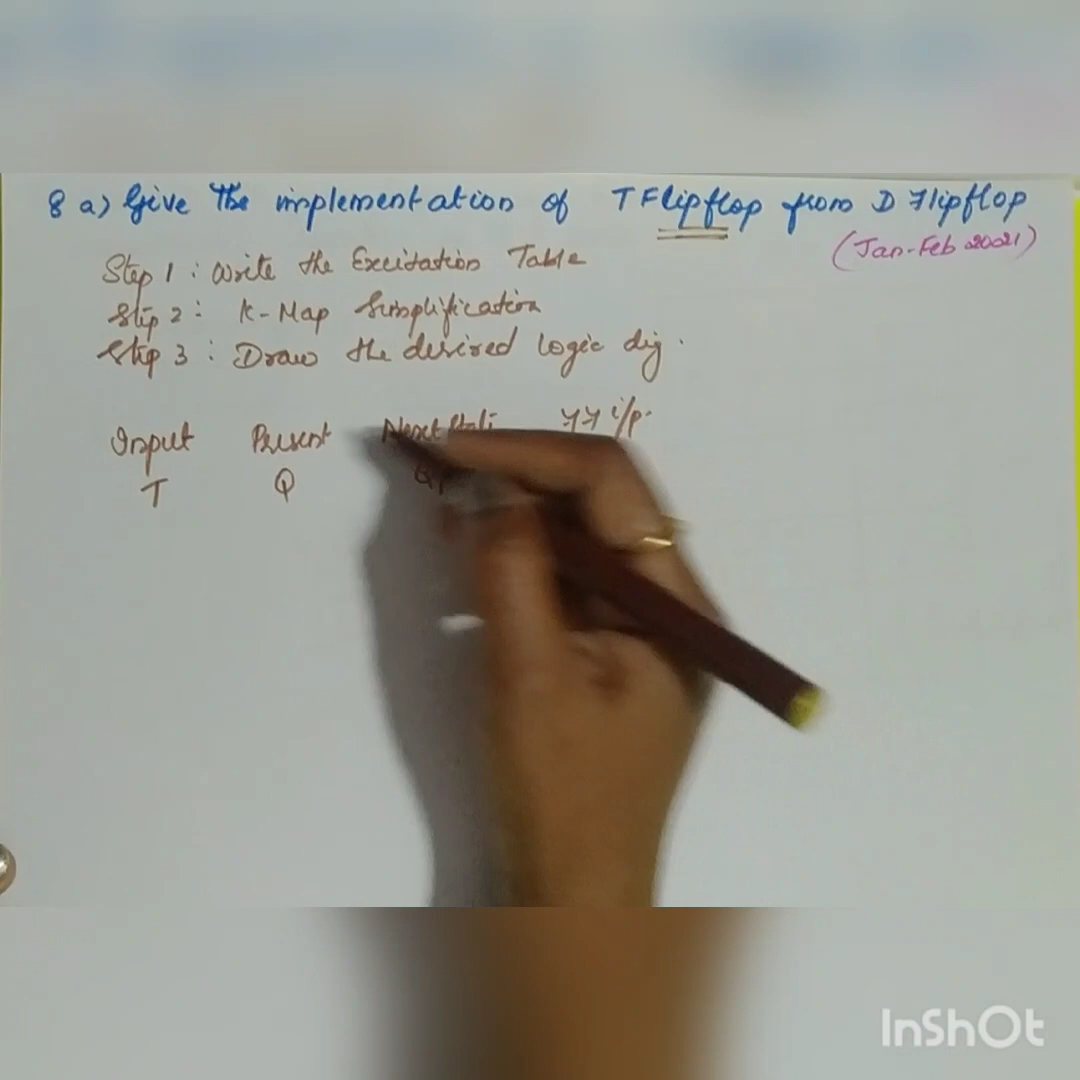 8 a) Give the implementation of T Flipflop from D Flipflop
(Jan-Feb 2021)
Step 1 : Write the Excitation Table
Step 2 : K-Map Simplification
Step 3 : Draw the desired logic dig.
Input Present Next FF i/p.
T Q
InShOt